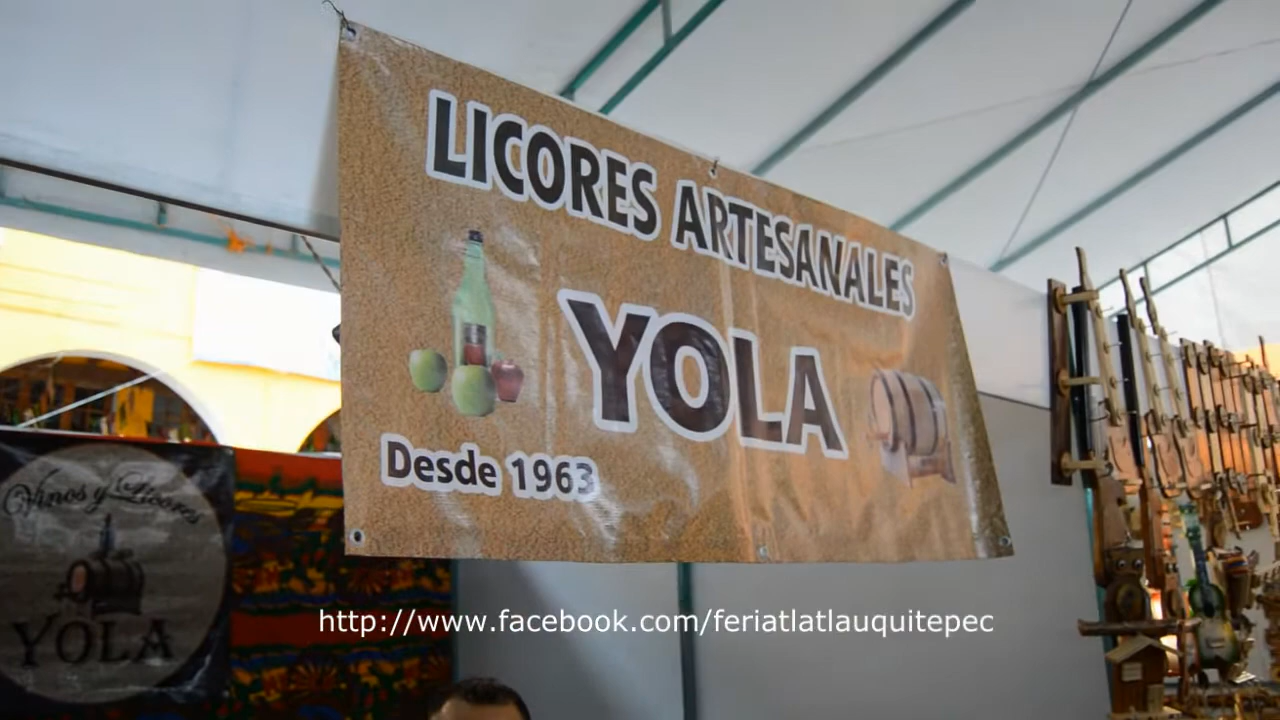 LICORES ARTESANALES
YOLA
Desde 1963
Vinos y Licores
YOLA
http://www.facebook.com/feriatlatlauquitepec